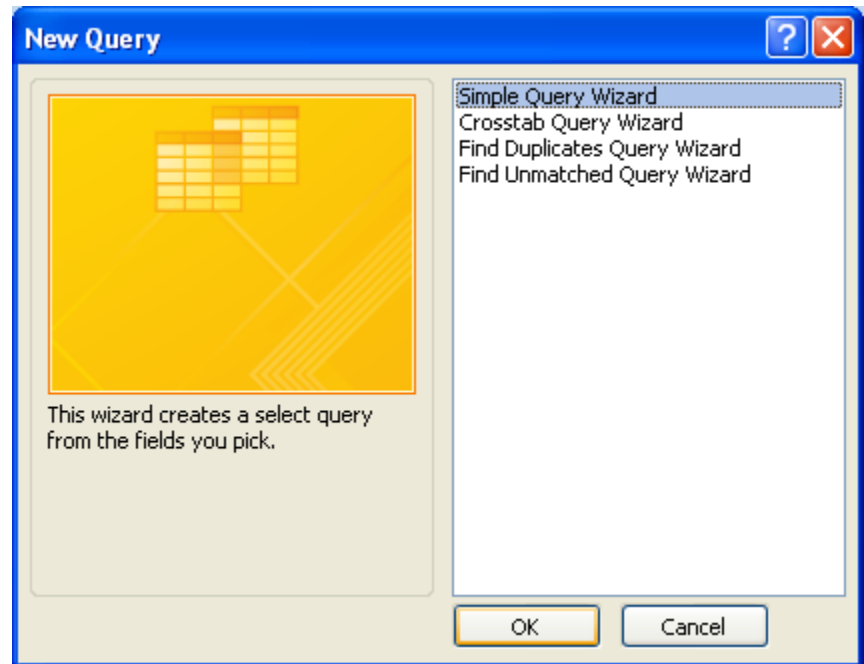 New Query
?
Simple Query Wizard
Crosstab Query Wizard
Find Duplicates Query Wizard
Find Unmatched Query Wizard
This wizard creates a select query
from the fields you pick.
OK
Cancel